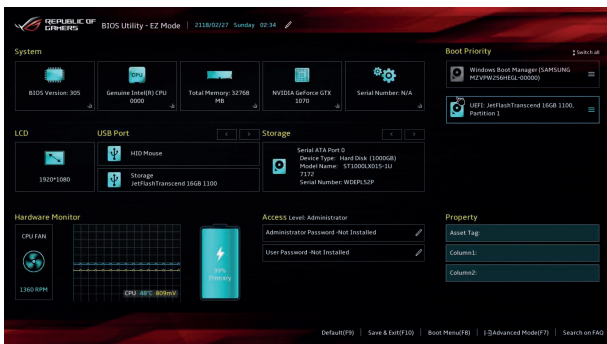 REPUBLIC OF
GAMERS
BIOS Utility - EZ Mode
2118/02/27 Sunday 02:34
System
BIOS Version: 305
CPU
Genuine Intel(R) CPU
0000
Total Memory: 32768
MB
NVIDIA GeForce GTX
1070
Serial Number: N/A
Boot Priority
Switch all
Windows Boot Manager (SAMSUNG
MZVPW256HEGL-00000)
UEFI: JetFlashTranscend 16GB 1100,
Partition 1
LCD
1920*1080
USB Port
HID Mouse
Storage
JetFlashTranscend 16GB 1100
Storage
Serial ATA Port 0
Device Type: Hard Disk (1000GB)
Model Name: ST1000LX015-1U
7172
Serial Number: WDEPLS2P
Hardware Monitor
CPU FAN
1360 RPM
CPU 48°C 809mV
99%
Primary
Access Level: Administrator
Administrator Password -Not Installed
User Password -Not Installed
Property
Asset Tag:
Column1:
Column2:
Default(F9) | Save & Exit(F10) | Boot Menu(F8) | Advanced Mode(F7) | Search on FAQ